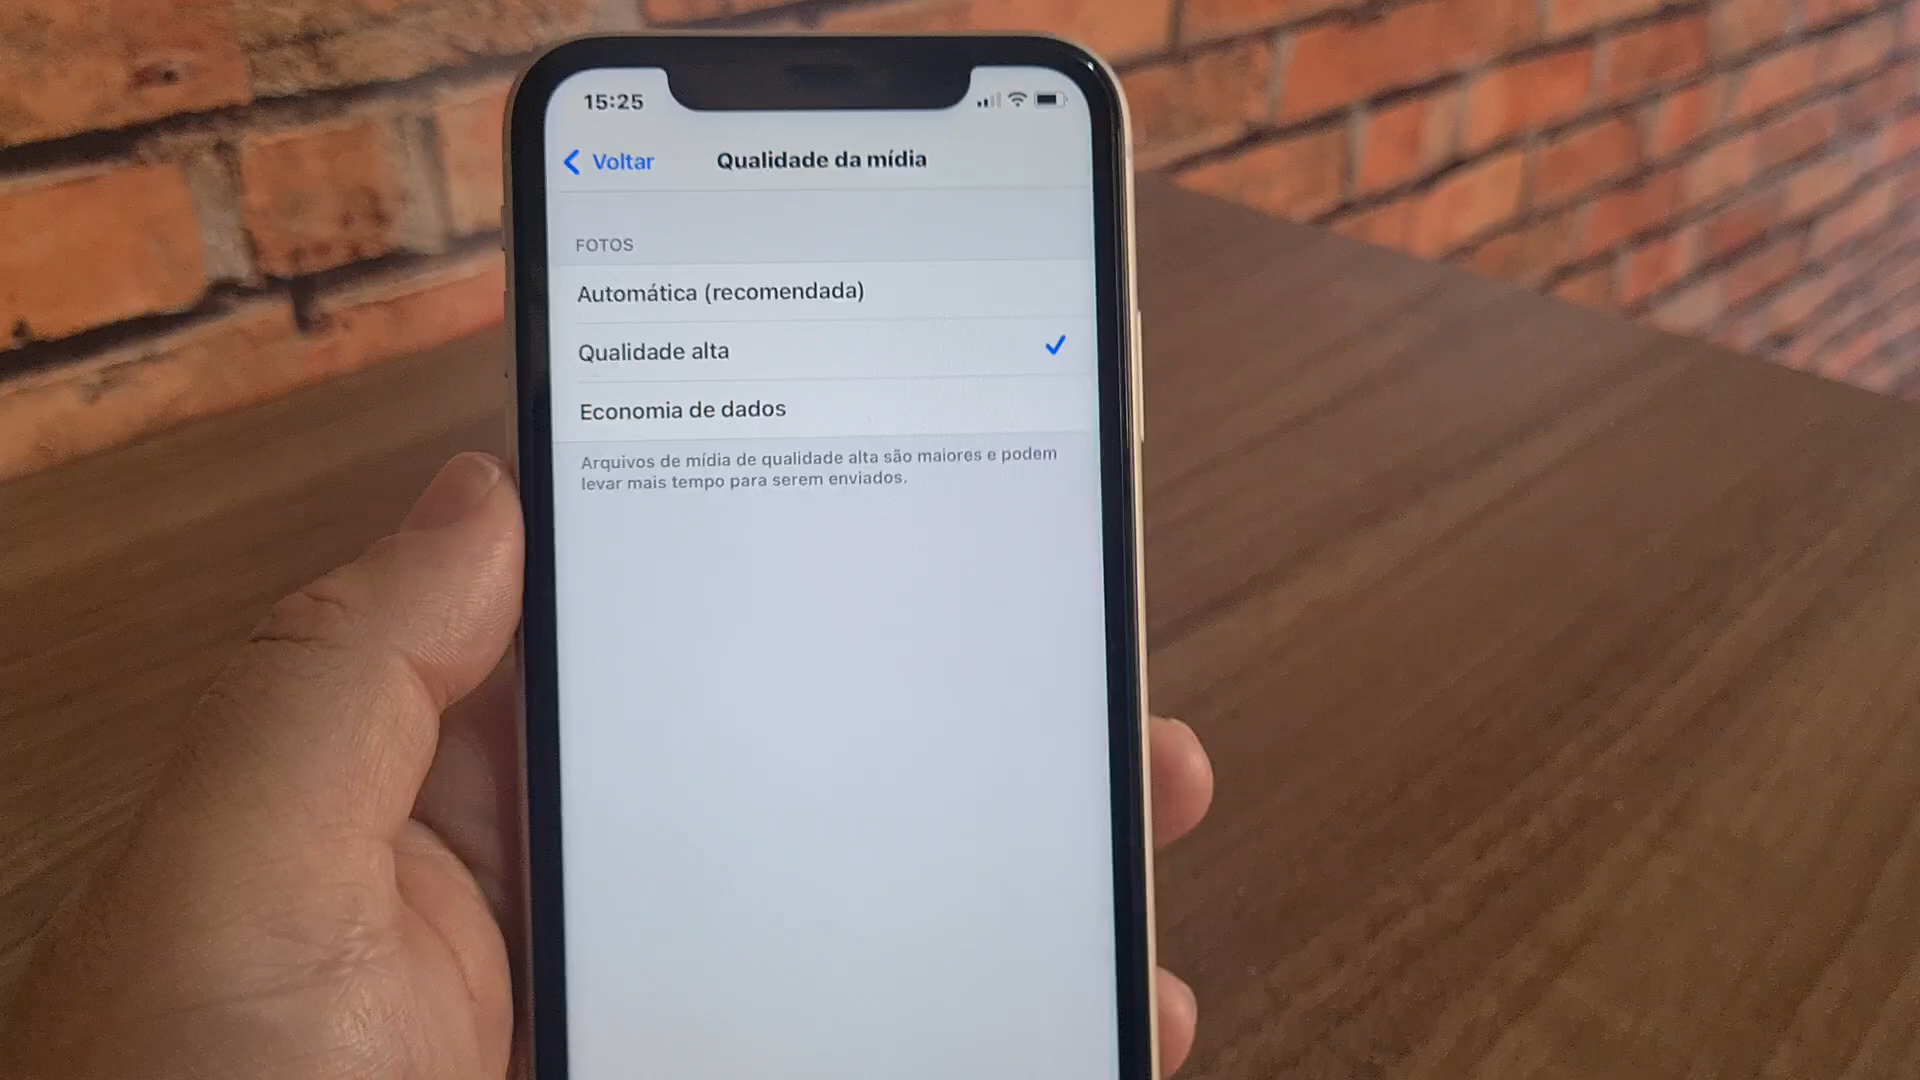 15:25
Voltar
Qualidade da mídia
FOTOS
Automática (recomendada)
Qualidade alta
Economia de dados
Arquivos de mídia de qualidade alta são maiores e podem
levar mais tempo para serem enviados.